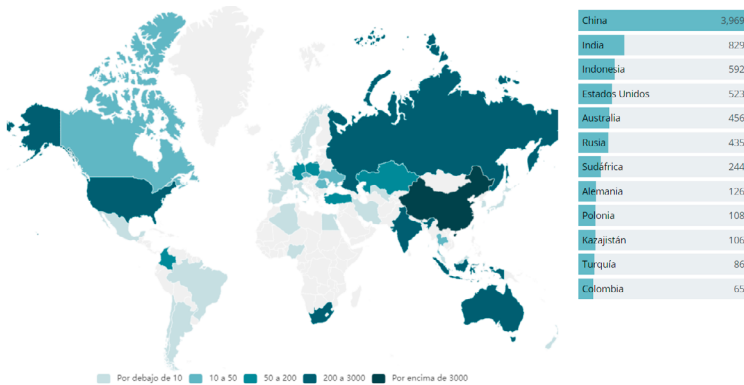 China 3,969
India 829
Indonesia 592
Estados Unidos 523
Australia 456
Rusia 435
Sudáfrica 244
Alemania 126
Polonia 108
Kazajistán 106
Turquía 86
Colombia 65
Por debajo de 10 10 a 50 50 a 200 200 a 3000 Por encima de 3000